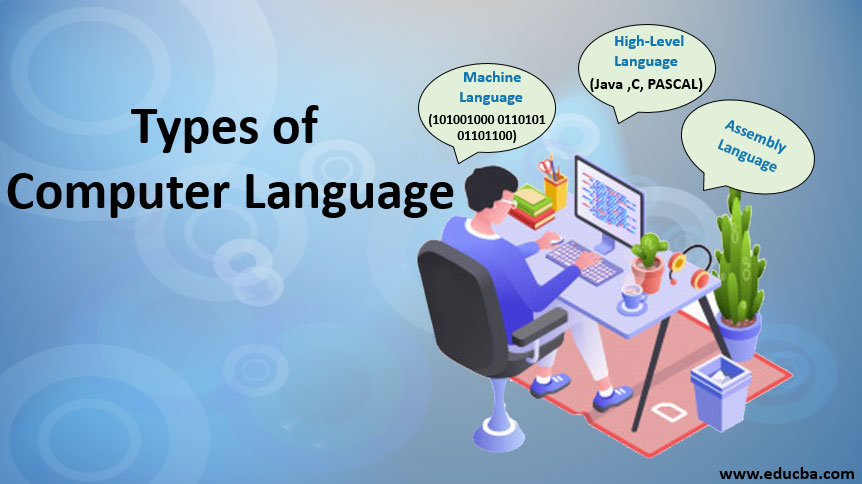 Types of
Computer Language
Machine
Language
(101001000 0110101
01101100)
High-Level
Language
(Java ,C, PASCAL)
Assembly
Language
www.educba.com